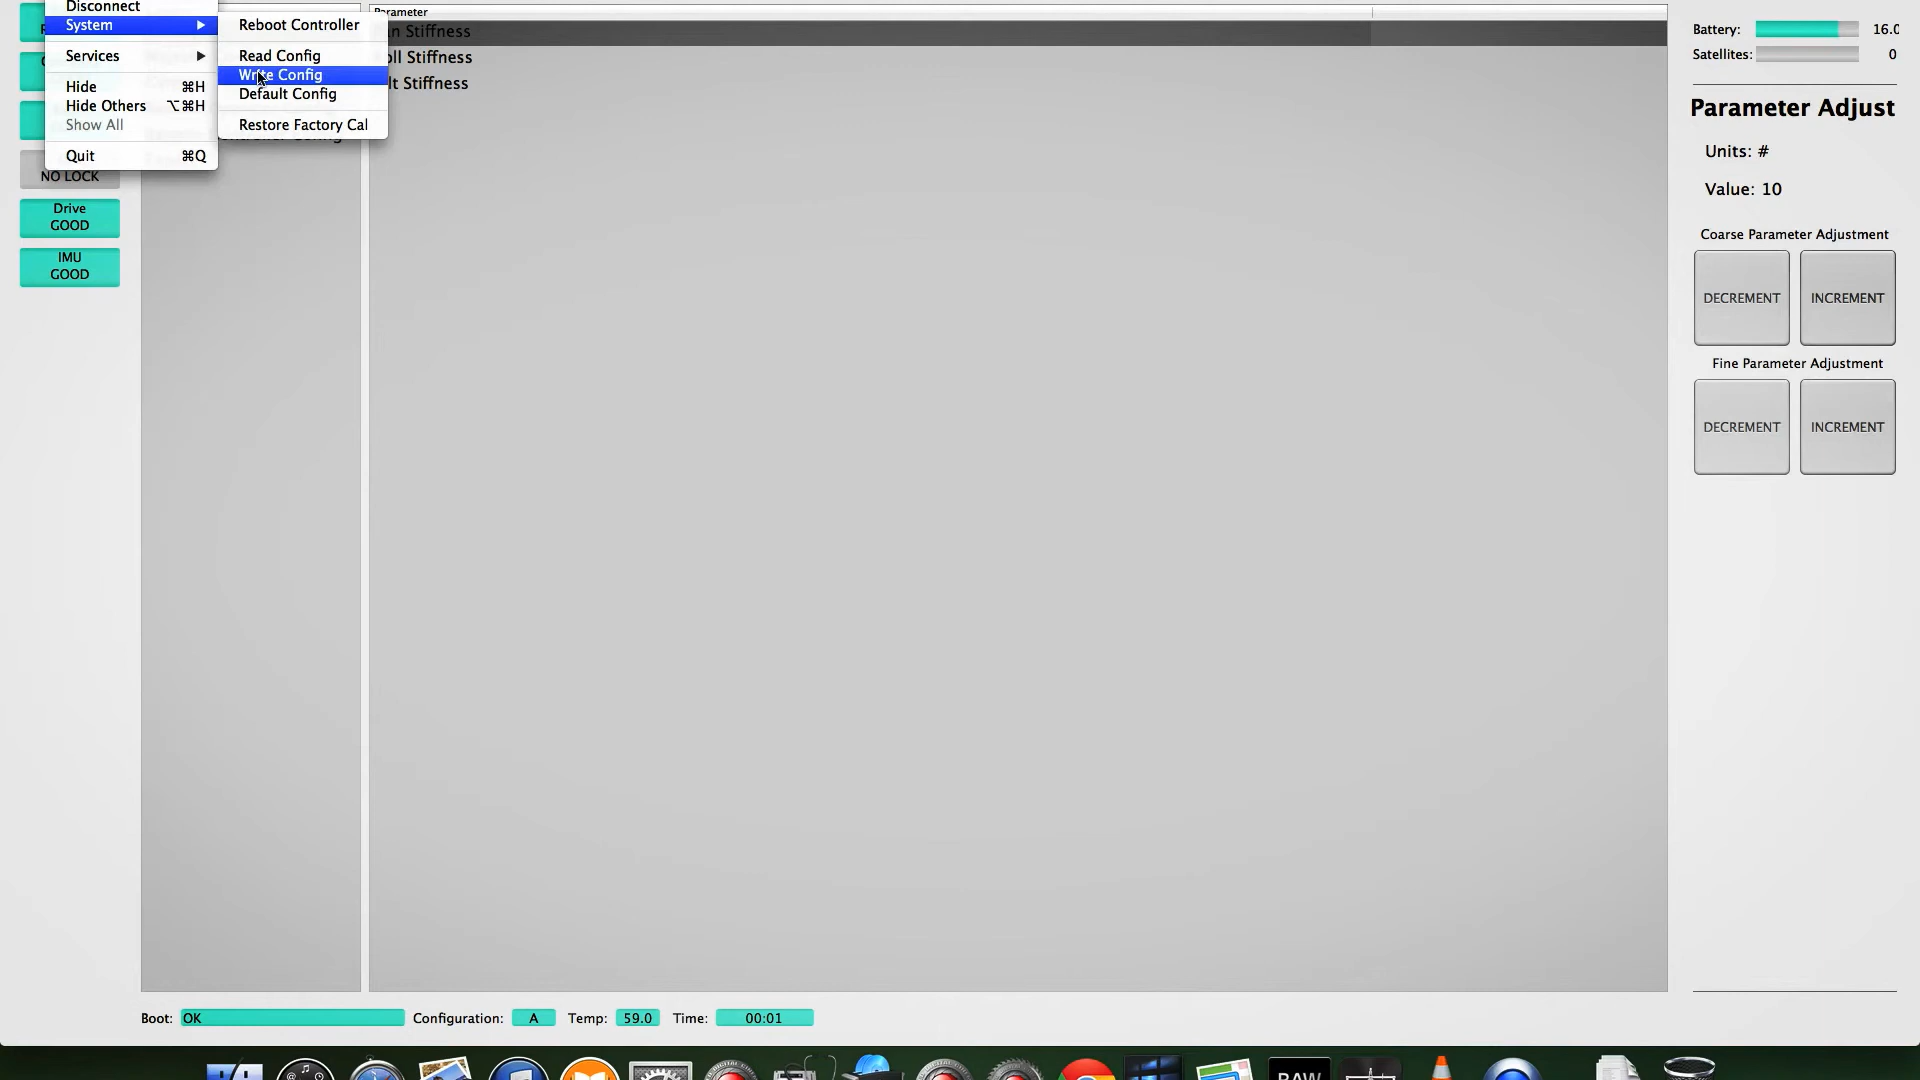 Disconnect
System
Services
Hide ⌘H
Hide Others ⌥⌘H
Show All
Quit ⌘Q
Reboot Controller
Read Config
Write Config
Default Config
Restore Factory Cal
NO LOCK
Drive
GOOD
IMU
GOOD
Parameter
Stiffness
Stiffness
Stiffness
Battery: 16.0
Satellites: 0
Parameter Adjust
Units: #
Value: 10
Coarse Parameter Adjustment
DECREMENT INCREMENT
Fine Parameter Adjustment
DECREMENT INCREMENT
Boot: OK Configuration: A Temp: 59.0 Time: 00:01
RAW